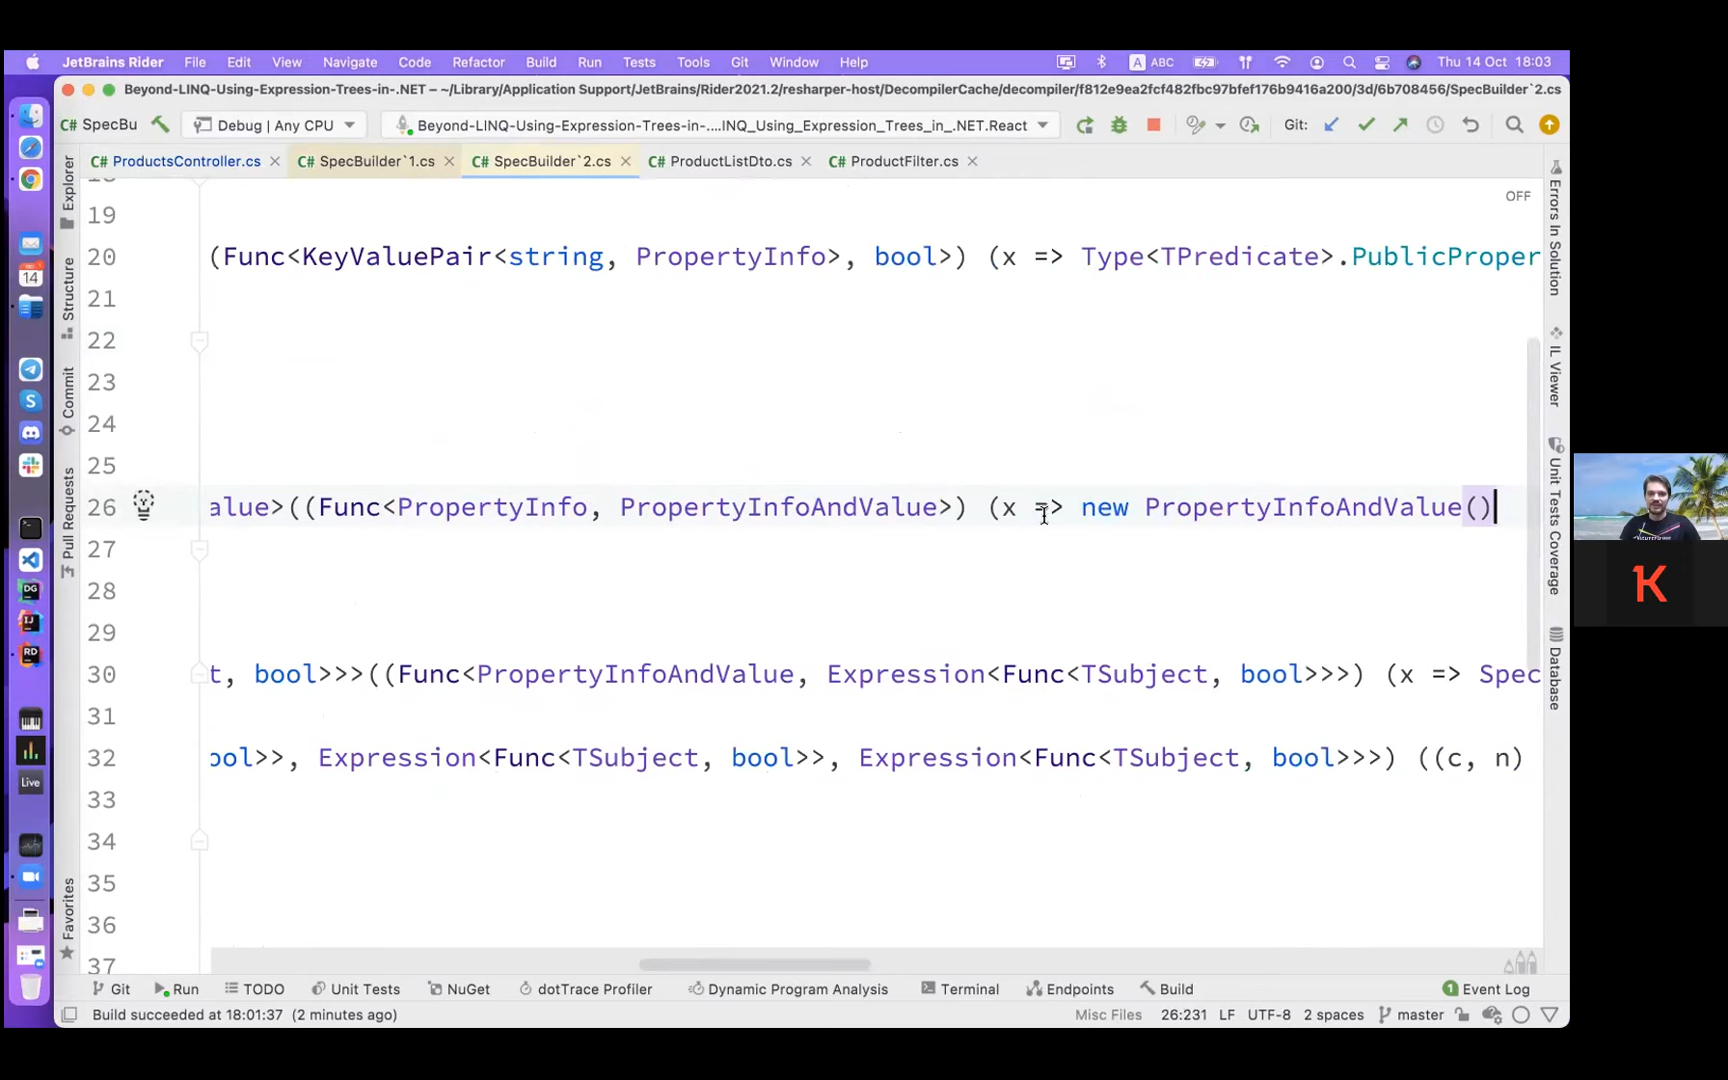 JetBrains Rider File Edit View Navigate Code Refactor Build Run Tests Tools Git Window Help A ABC Thu 14 Oct 18:03
Beyond-LINQ-Using-Expression-Trees-in-.NET – ~/Library/Application Support/JetBrains/Rider2021.2/resharper-host/DecompilerCache/decompiler/f812e9ea2fcf482fbc97bfef176b9416a200/3d/6b708456/SpecBuilder`2.cs
C# SpecBu Debug | Any CPU Beyond-LINQ-Using-Expression-Trees-in-....INQ_Using_Expression_Trees_in_.NET.React Git:
C# ProductsController.cs C# SpecBuilder`1.cs C# SpecBuilder`2.cs C# ProductListDto.cs C# ProductFilter.cs
OFF
19
20 (Func<KeyValuePair<string, PropertyInfo>, bool>) (x => Type<TPredicate>.PublicProper
21
22
23
24
25
26 alue>((Func<PropertyInfo, PropertyInfoAndValue>) (x => new PropertyInfoAndValue()
27
28
29
30 t, bool>>>((Func<PropertyInfoAndValue, Expression<Func<TSubject, bool>>>) (x => Spec
31
32 ool>>, Expression<Func<TSubject, bool>>, Expression<Func<TSubject, bool>>>) ((c, n)
33
34
35
36
37
Explorer
Structure
Commit
Pull Requests
Favorites
Errors In Solution
IL Viewer
Unit Tests Coverage
Database
14
DG
IJ
RD
Live
K
Git Run TODO Unit Tests NuGet dotTrace Profiler Dynamic Program Analysis Terminal Endpoints Build 1 Event Log
Build succeeded at 18:01:37 (2 minutes ago) Misc Files 26:231 LF UTF-8 2 spaces master